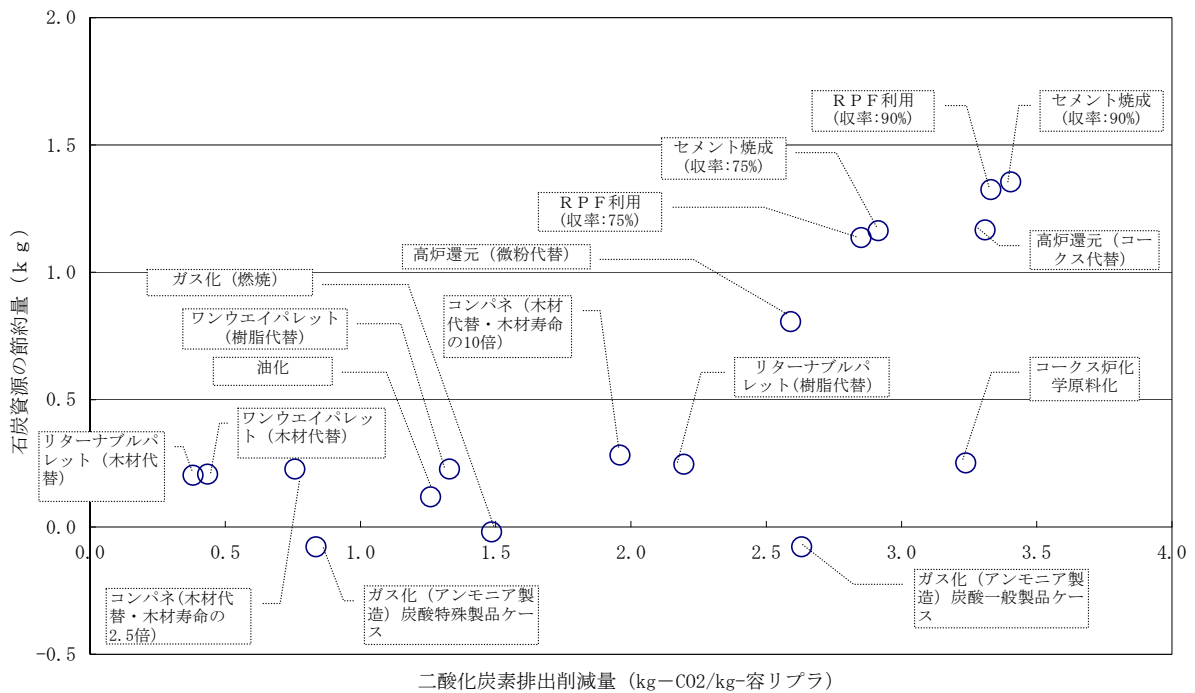 2.0
1.5
1.0
0.5
0.0
-0.5
石炭資源の節約量（ｋｇ）
ＲＰＦ利用
(収率:90%)
セメント焼成
(収率:90%)
セメント焼成
(収率:75%)
ＲＰＦ利用
(収率:75%)
高炉還元（微粉代替）
高炉還元（コー
クス代替）
ガス化（燃焼）
コンパネ（木材
代替・木材寿命
の10倍）
ワンウエイパレット
(樹脂代替）
油化
リターナブルパ
レット(樹脂代替）
コークス炉化
学原料化
ワンウエイパレッ
ト（木材代替）
リターナブルパ
レット（木材代
替）
0.0
0.5
1.0
1.5
2.0
2.5
3.0
3.5
4.0
コンパネ(木材代
替・木材寿命の
2.5倍）
ガス化（アンモニア製
造）炭酸特殊製品ケー
ス
ガス化（アンモニア製
造）炭酸一般製品ケー
ス
二酸化炭素排出削減量（kg－CO2/kg-容リプラ）